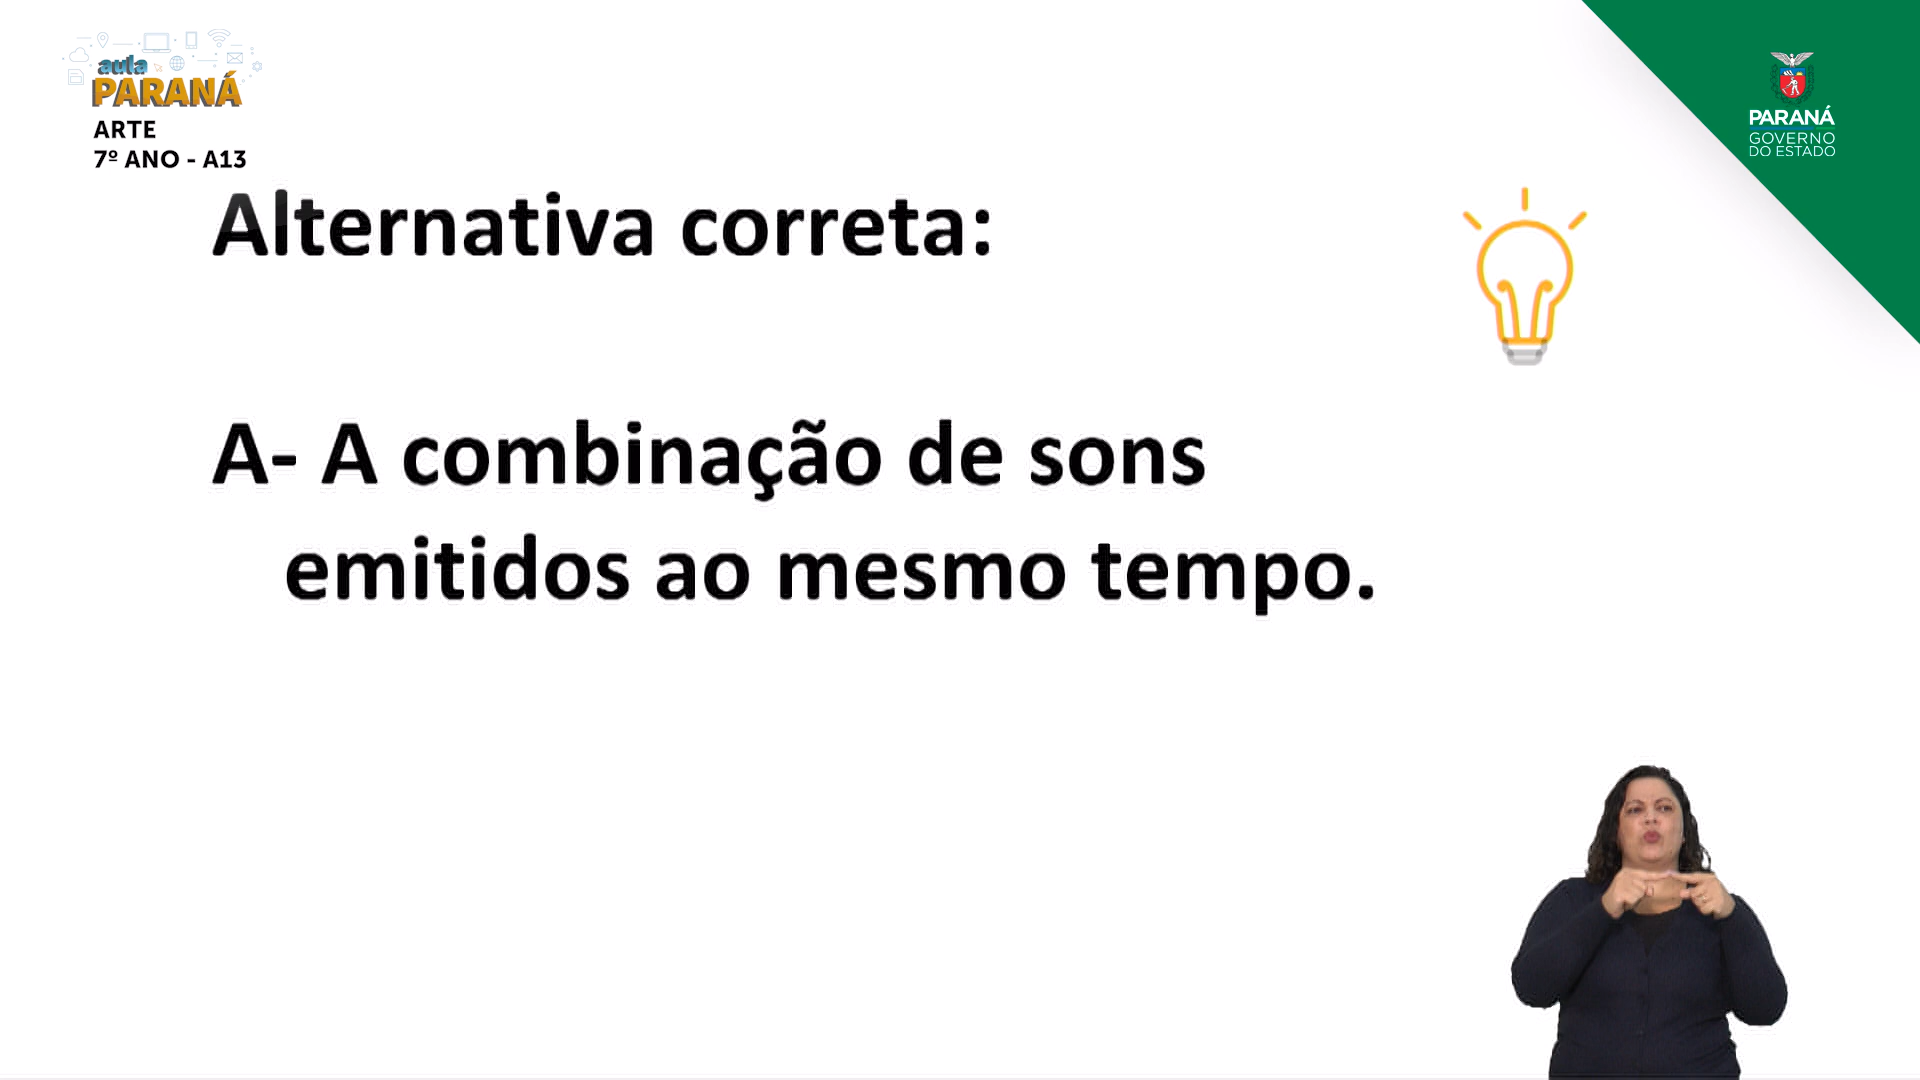 aula
PARANÁ
ARTE
7º ANO - A13
PARANÁ
GOVERNO
DO ESTADO
Alternativa correta:
A- A combinação de sons
emitidos ao mesmo tempo.